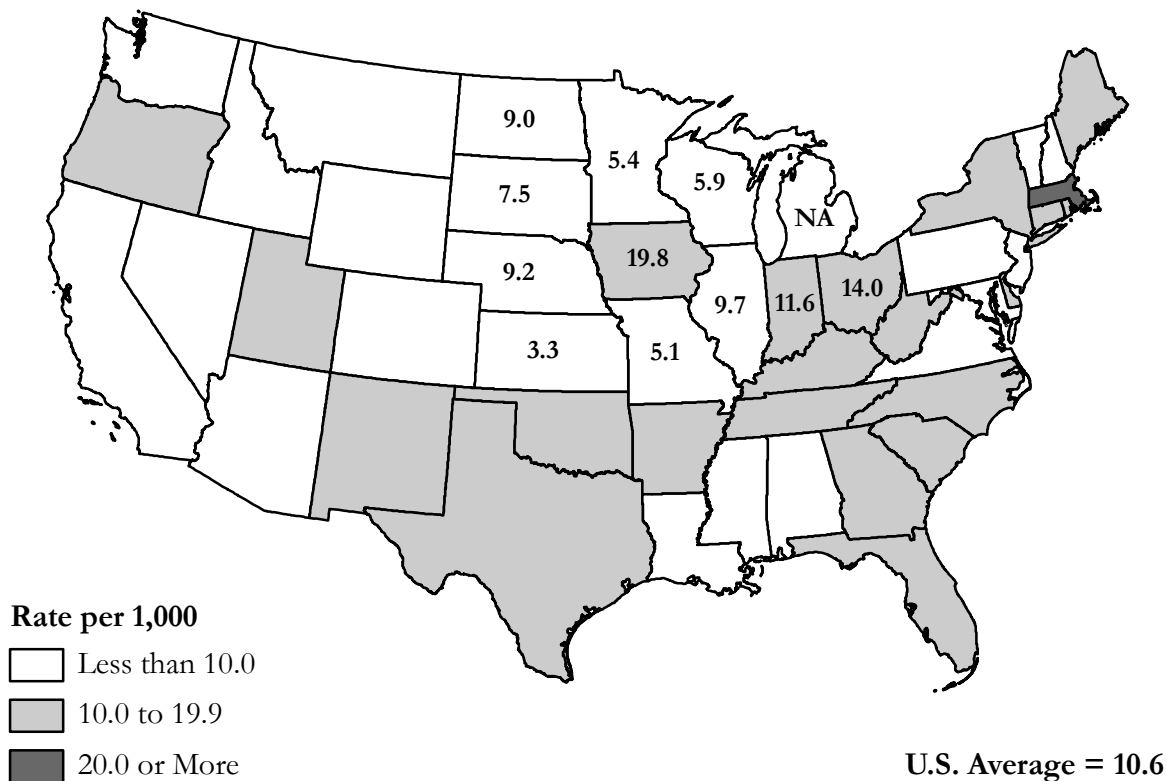 9.0
5.4
7.5
5.9
NA
9.2
19.8
9.7
11.6
14.0
3.3
5.1
Rate per 1,000
Less than 10.0
10.0 to 19.9
20.0 or More
U.S. Average = 10.6